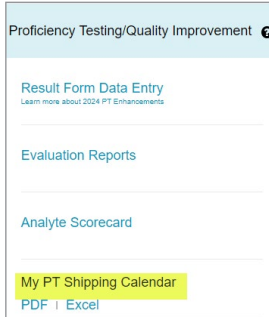 Proficiency Testing/Quality Improvement ?
Result Form Data Entry
Learn more about 2024 PT Enhancements
Evaluation Reports
Analyte Scorecard
My PT Shipping Calendar
PDF | Excel